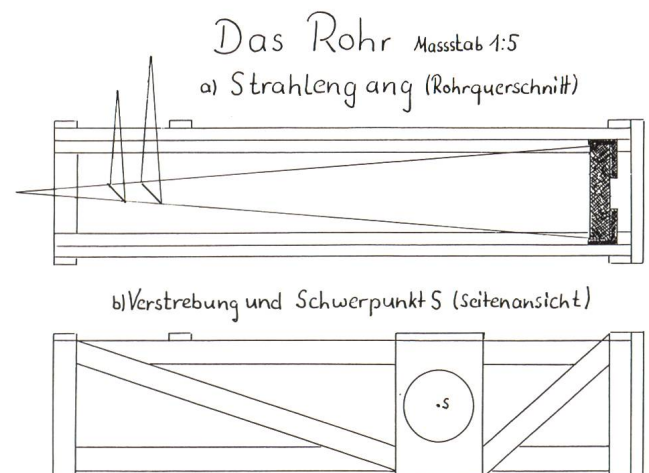 Das Rohr Massstab 1:5
a) Strahlengang (Rohrquerschnitt)
b) Verstrebung und Schwerpunkt S (Seitenansicht)
.S